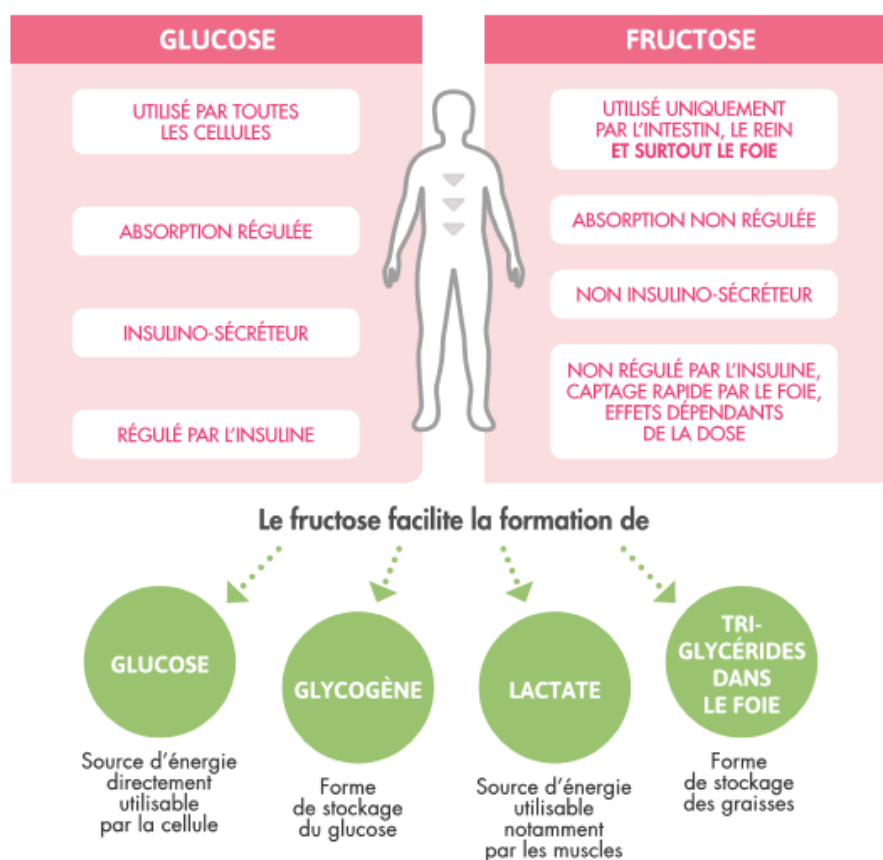 GLUCOSE
UTILISÉ PAR TOUTES
LES CELLULES
ABSORPTION RÉGULÉE
INSULINO-SÉCRÉTEUR
RÉGULÉ PAR L’INSULINE
FRUCTOSE
UTILISÉ UNIQUEMENT
PAR L’INTESTIN, LE REIN
ET SURTOUT LE FOIE
ABSORPTION NON RÉGULÉE
NON INSULINO-SÉCRÉTEUR
NON RÉGULÉ PAR L’INSULINE,
CAPTAGE RAPIDE PAR LE FOIE,
EFFETS DÉPENDANTS
DE LA DOSE
Le fructose facilite la formation de
GLUCOSE
Source d’énergie
directement
utilisable
par la cellule
GLYCOGÈNE
Forme
de stockage
du glucose
LACTATE
Source d’énergie
utilisable
notamment
par les muscles
TRI-
GLYCÉRIDES
DANS
LE FOIE
Forme
de stockage
des graisses